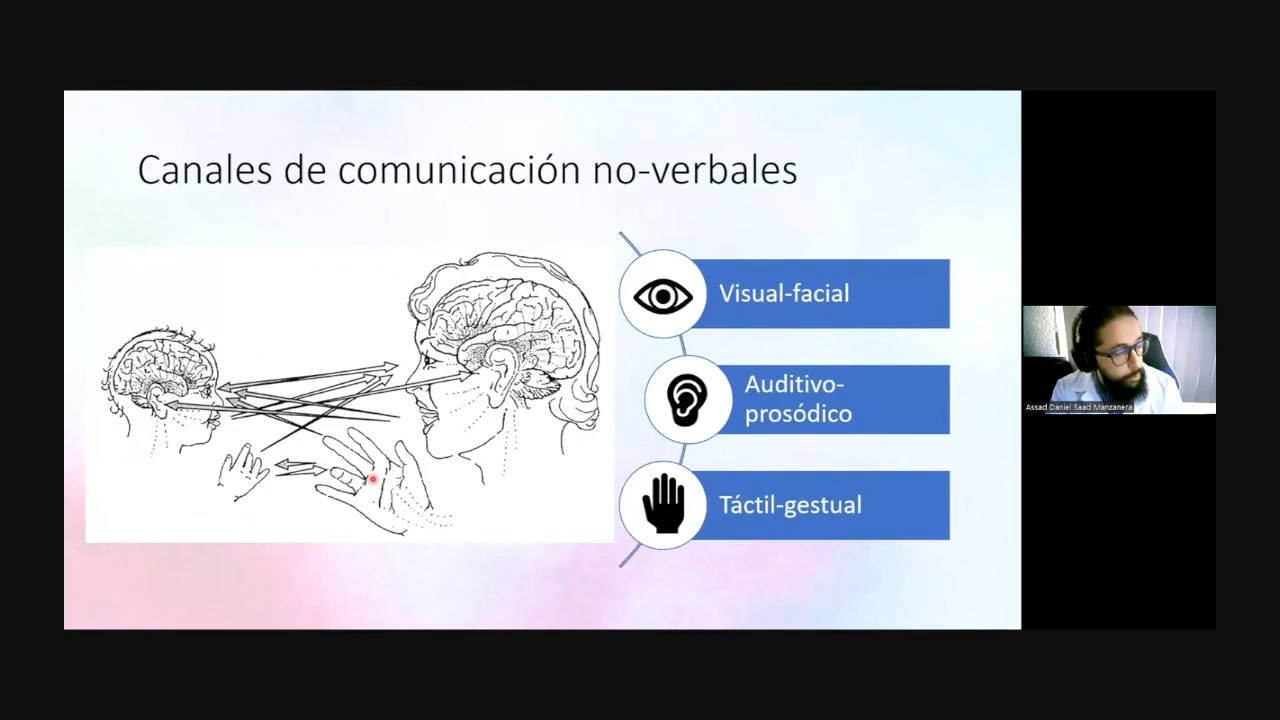 Canales de comunicación no-verbales
Visual-facial
Auditivo-
prosódico
Táctil-gestual
Assad Daniel Saad Manzanera